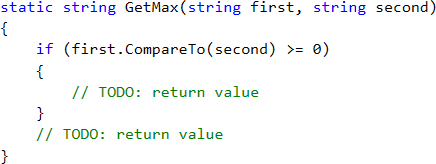 static string GetMax(string first, string second)
{
    if (first.CompareTo(second) >= 0)
    {
        // TODO: return value
    }
    // TODO: return value
}